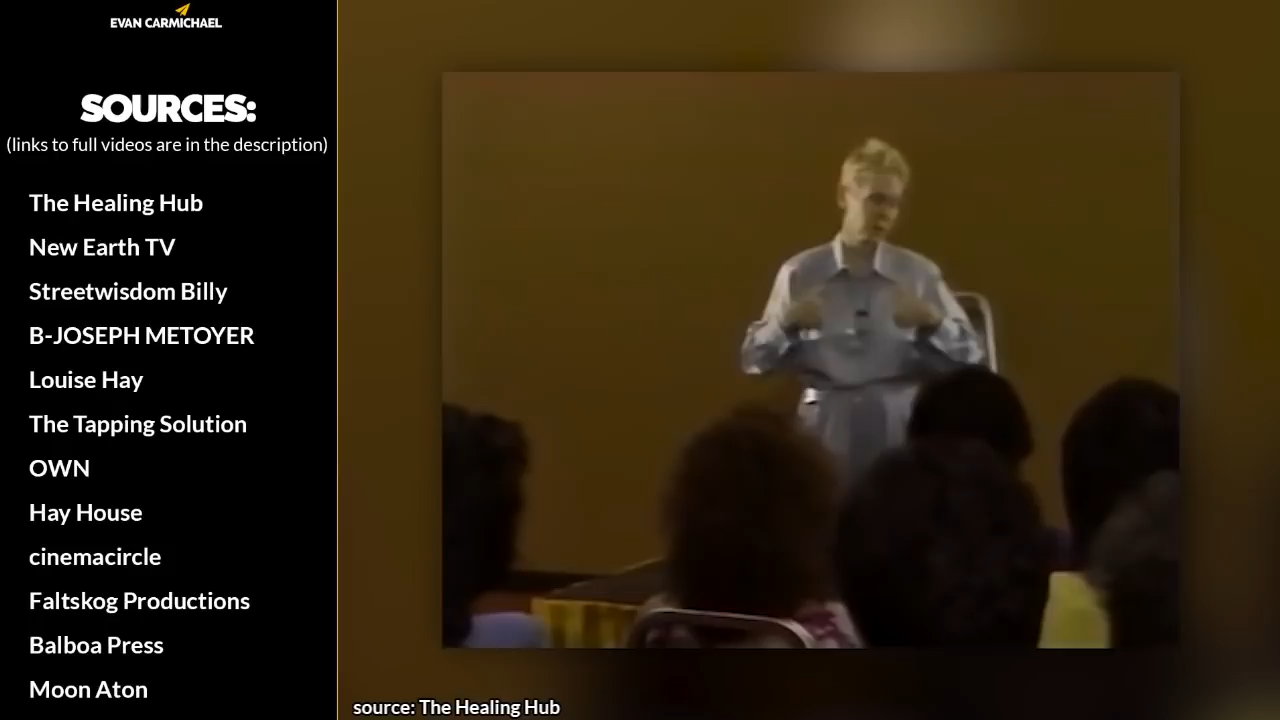 EVAN CARMICHAEL
SOURCES:
(links to full videos are in the description)
The Healing Hub
New Earth TV
Streetwisdom Billy
B-JOSEPH METOYER
Louise Hay
The Tapping Solution
OWN
Hay House
cinemacircle
Faltskog Productions
Balboa Press
Moon Aton
source: The Healing Hub